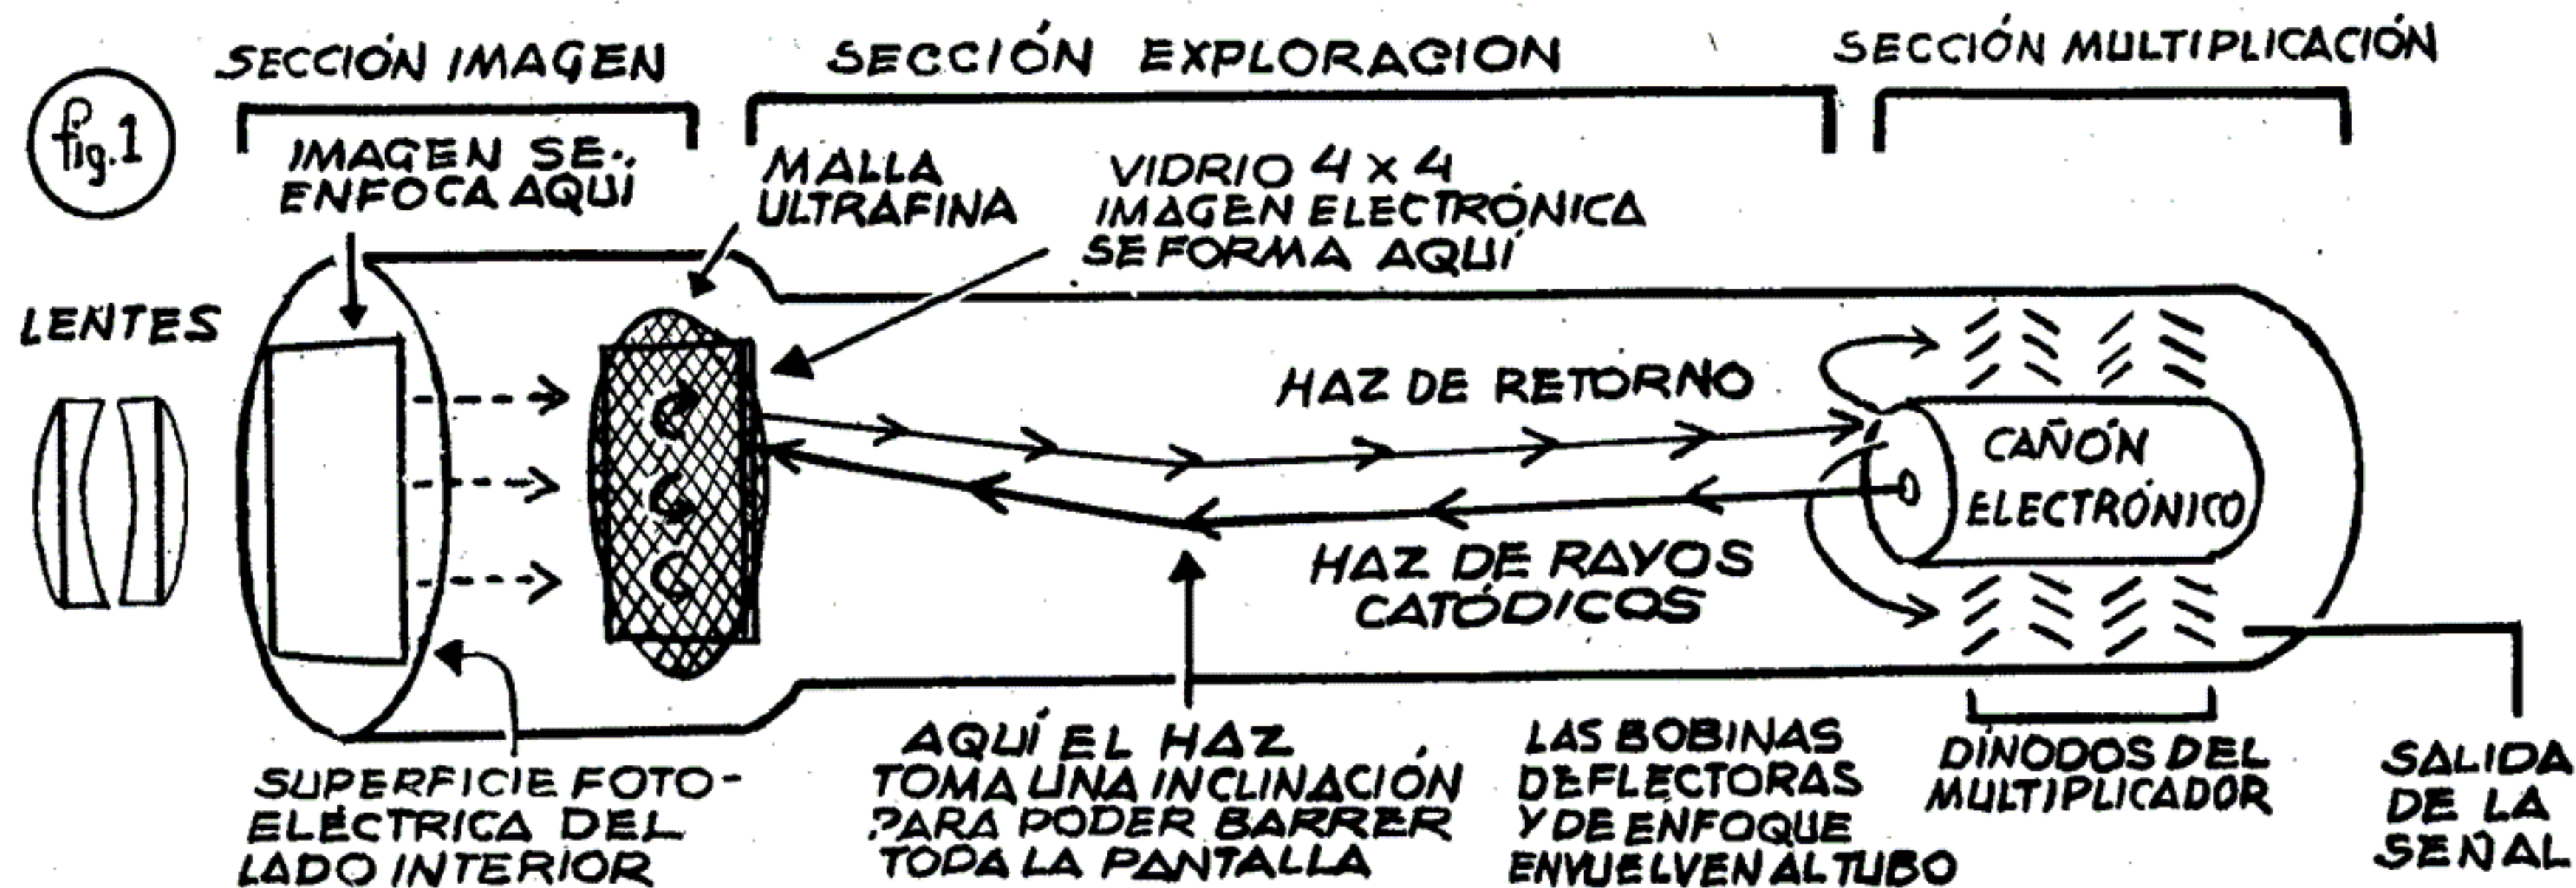 fig.1
SECCIÓN IMAGEN
SECCIÓN EXPLORACION
SECCIÓN MULTIPLICACIÓN
IMAGEN SE
ENFOCA AQUÍ
MALLA
ULTRAFINA
VIDRIO 4 x 4
IMAGEN ELECTRÓNICA
SE FORMA AQUÍ
LENTES
HAZ DE RETORNO
CAÑÓN
ELECTRÓNICO
HAZ DE RAYOS
CATÓDICOS
SUPERFICIE FOTO-
ELÉCTRICA DEL
LADO INTERIOR
AQUÍ EL HAZ
TOMA UNA INCLINACIÓN
PARA PODER BARRER
TODA LA PANTALLA
LAS BOBINAS
DEFLECTORAS
Y DE ENFOQUE
ENVUELVEN AL TUBO
DÍNODOS DEL
MULTIPLICADOR
SALIDA
DE LA
SEÑAL